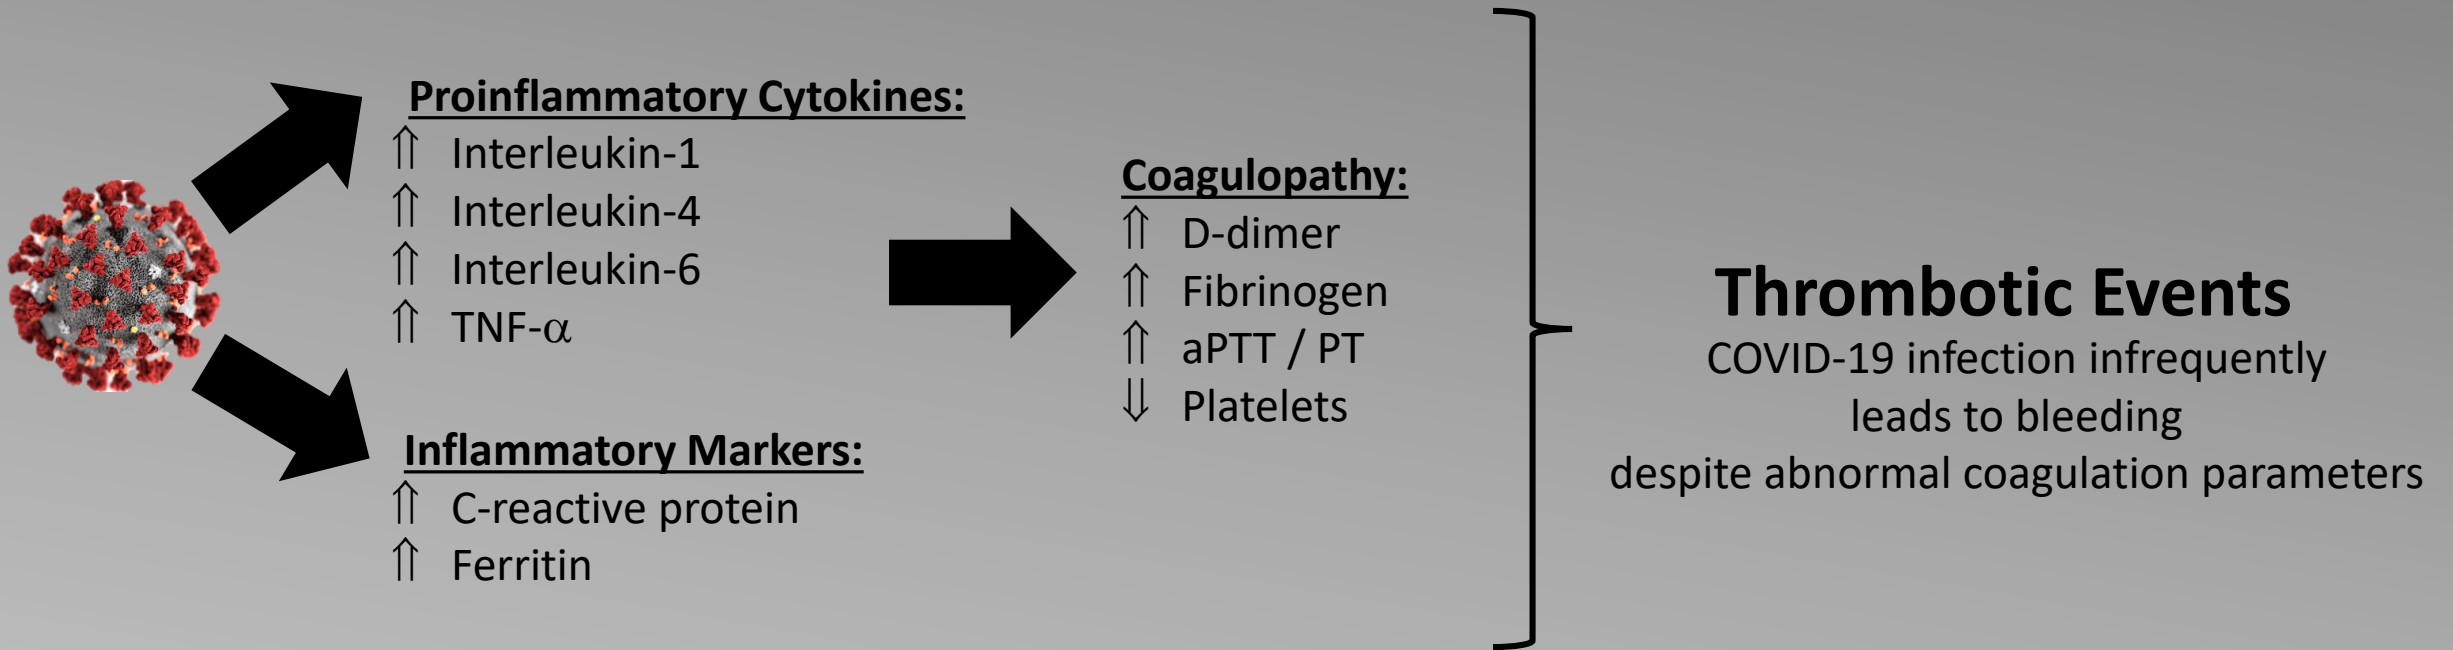 Proinflammatory Cytokines:
⇑ Interleukin-1
⇑ Interleukin-4
⇑ Interleukin-6
⇑ TNF-α
Inflammatory Markers:
⇑ C-reactive protein
⇑ Ferritin
Coagulopathy:
⇑ D-dimer
⇑ Fibrinogen
⇑ aPTT / PT
⇓ Platelets
Thrombotic Events
COVID-19 infection infrequently
leads to bleeding
despite abnormal coagulation parameters